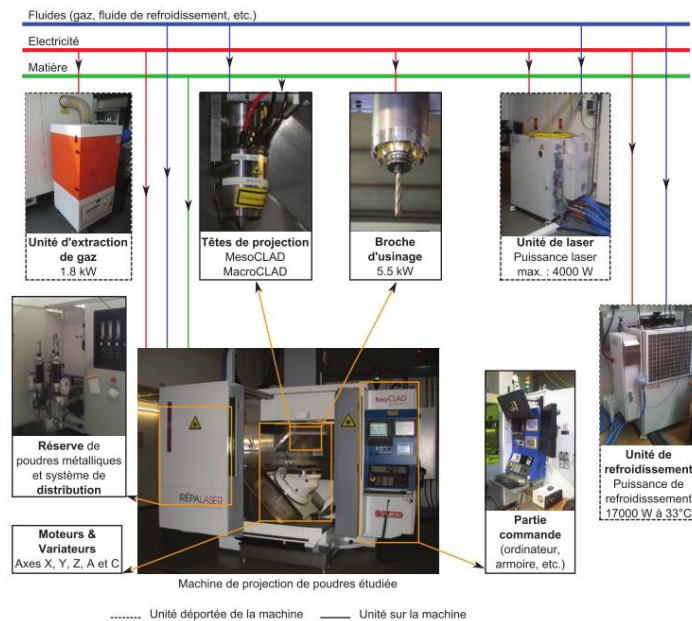 Fluides (gaz, fluide de refroidissement, etc.)
Electricité
Matière
Unité d'extraction
de gaz
1.8 kW
Têtes de projection
MesoCLAD
MacroCLAD
Broche
d'usinage
5.5 kW
Unité de laser
Puissance laser
max. : 4000 W
Réserve de
poudres métalliques
et système de
distribution
Moteurs &
Variateurs
Axes X, Y, Z, A et C
EasyCLAD
IRÉPA LASER
Machine de projection de poudres étudiée
Partie
commande
(ordinateur,
armoire, etc.)
Unité de
refroidissement
Puissance de
refroidisssement
17000 W à 33°C
Unité déportée de la machine
Unité sur la machine